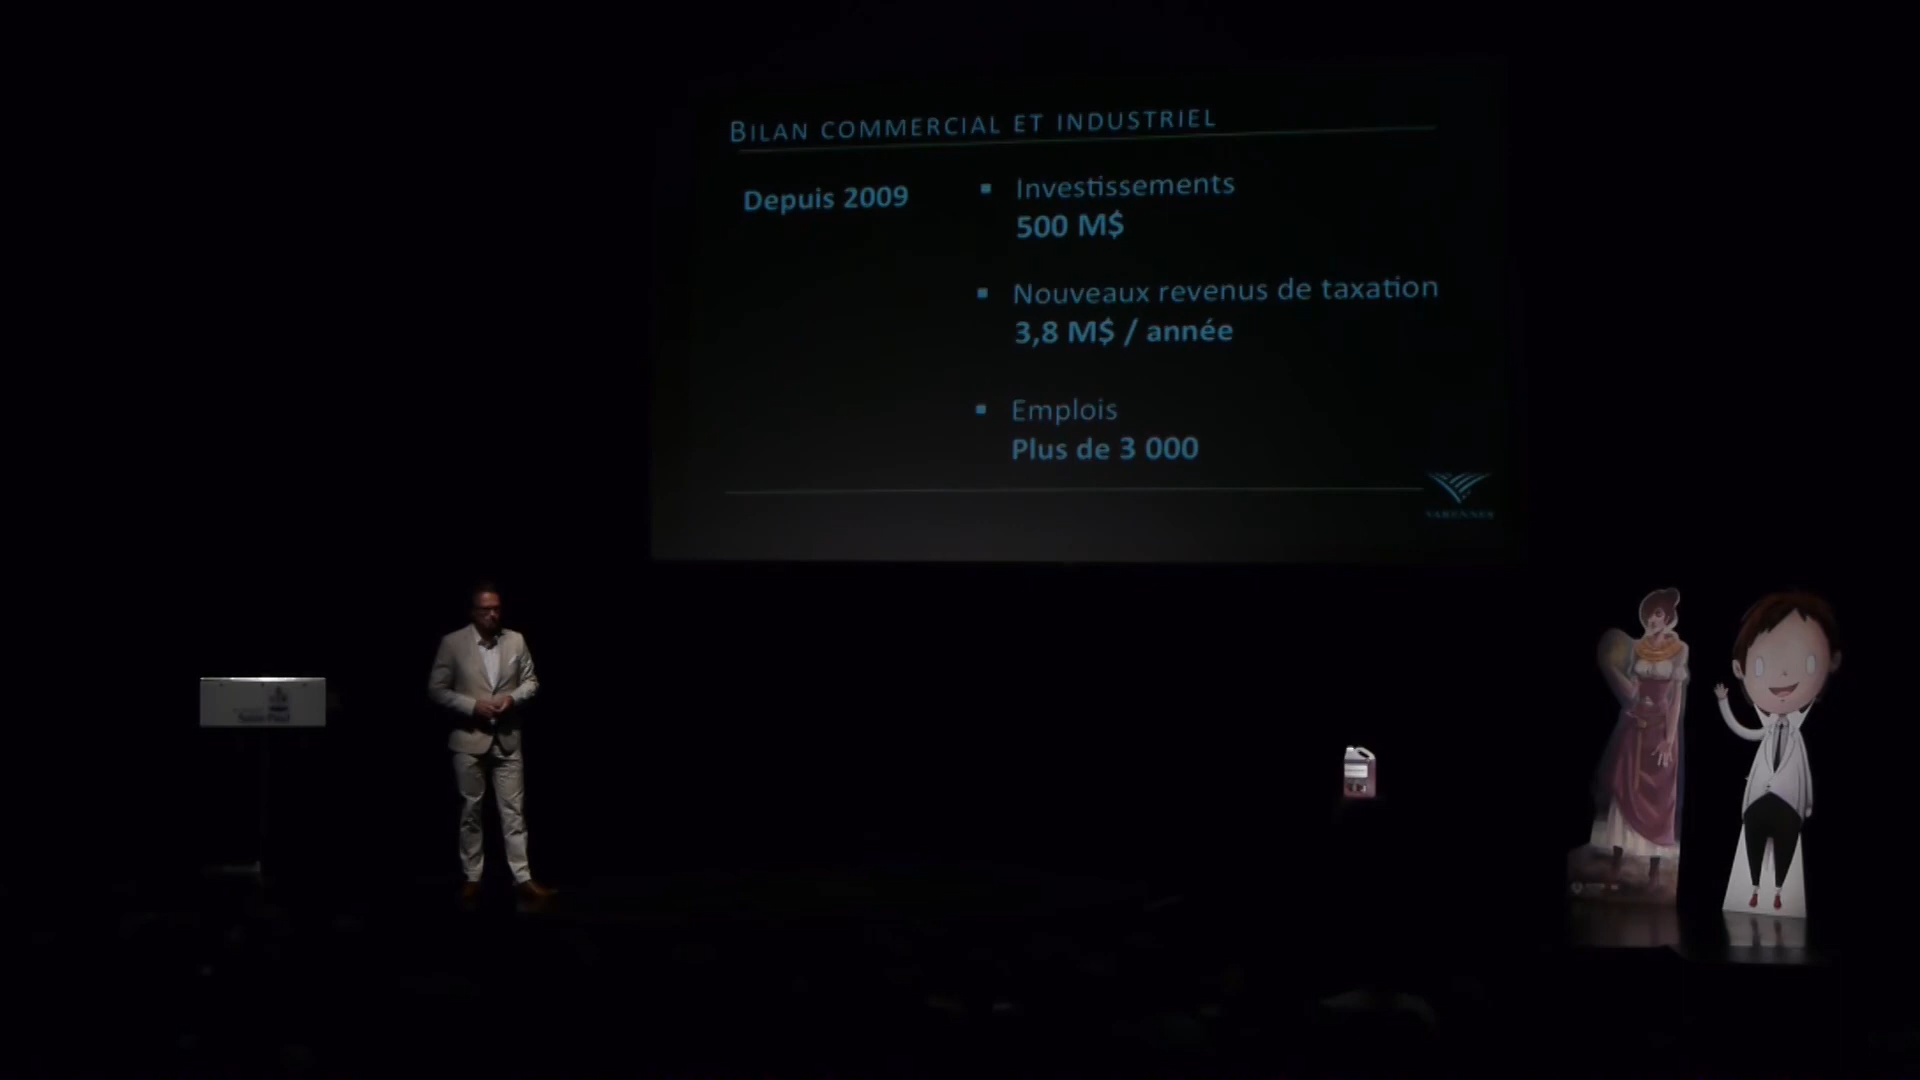 BILAN COMMERCIAL ET INDUSTRIEL
Depuis 2009
▪ Investissements
500 M$
▪ Nouveaux revenus de taxation
3,8 M$ / année
▪ Emplois
Plus de 3 000
VARENNES